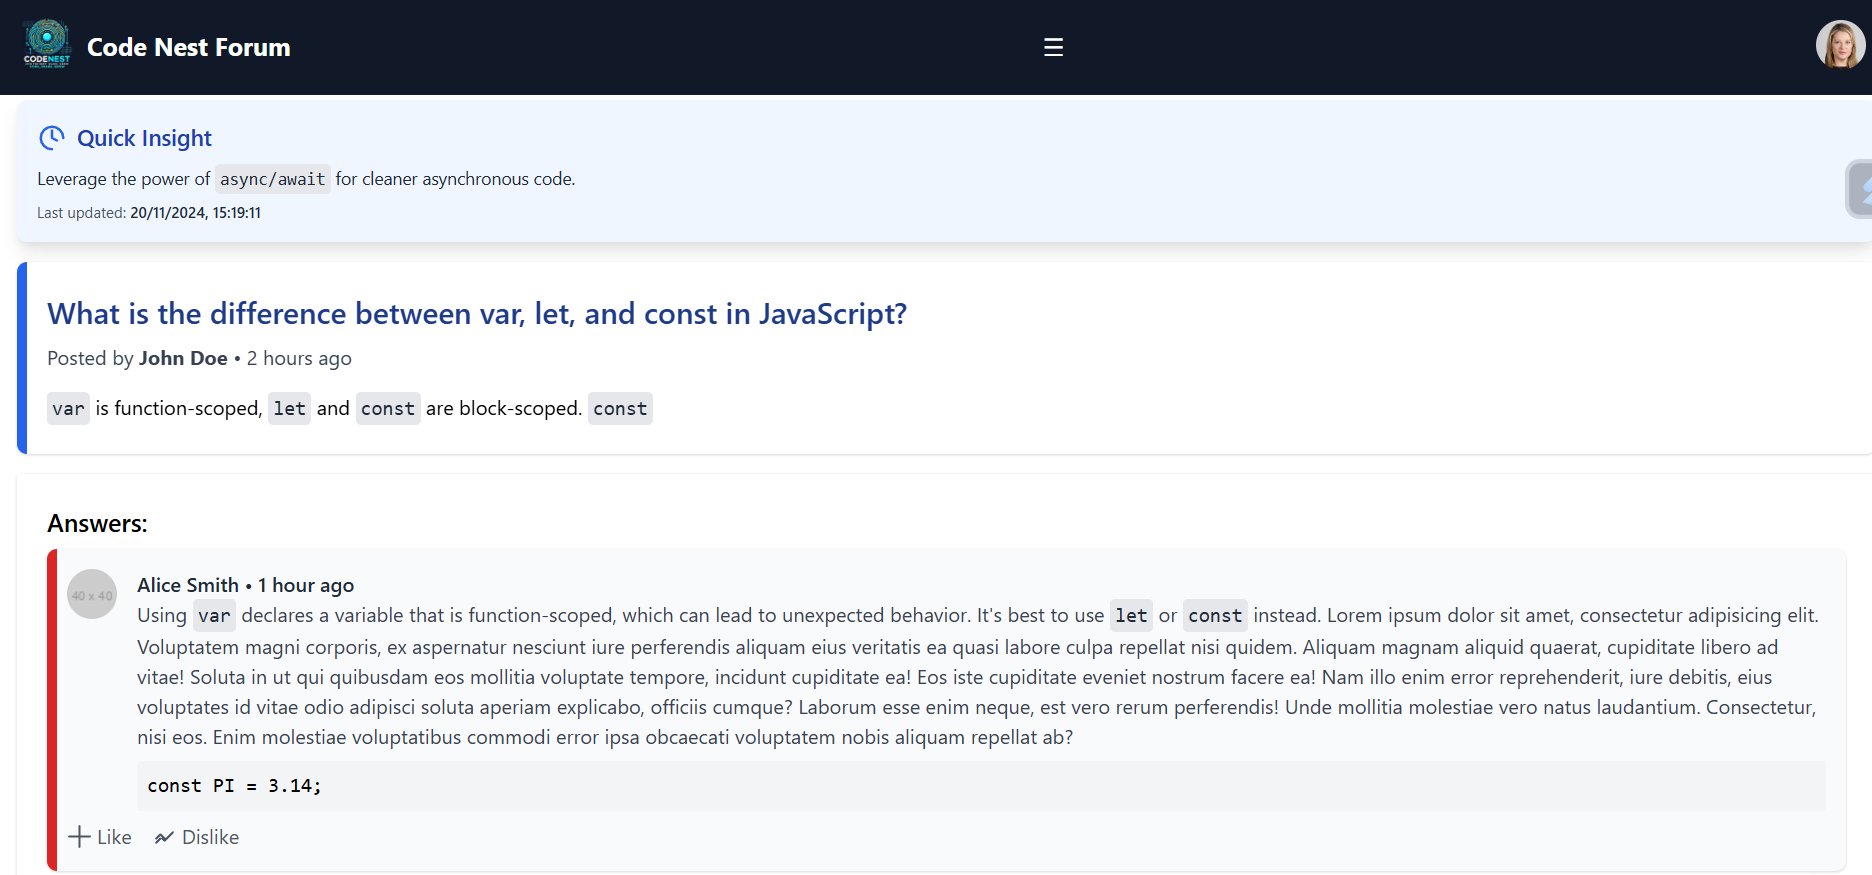 CODENEST
Code Nest Forum
Quick Insight
Leverage the power of async/await for cleaner asynchronous code.
Last updated: 20/11/2024, 15:19:11
What is the difference between var, let, and const in JavaScript?
Posted by John Doe • 2 hours ago
var is function-scoped, let and const are block-scoped. const
Answers:
40 x 40
Alice Smith • 1 hour ago
Using var declares a variable that is function-scoped, which can lead to unexpected behavior. It's best to use let or const instead. Lorem ipsum dolor sit amet, consectetur adipisicing elit.
Voluptatem magni corporis, ex aspernatur nesciunt iure perferendis aliquam eius veritatis ea quasi labore culpa repellat nisi quidem. Aliquam magnam aliquid quaerat, cupiditate libero ad
vitae! Soluta in ut qui quibusdam eos mollitia voluptate tempore, incidunt cupiditate ea! Eos iste cupiditate eveniet nostrum facere ea! Nam illo enim error reprehenderit, iure debitis, eius
voluptates id vitae odio adipisci soluta aperiam explicabo, officiis cumque? Laborum esse enim neque, est vero rerum perferendis! Unde mollitia molestiae vero natus laudantium. Consectetur,
nisi eos. Enim molestiae voluptatibus commodi error ipsa obcaecati voluptatem nobis aliquam repellat ab?
const PI = 3.14;
Like Dislike